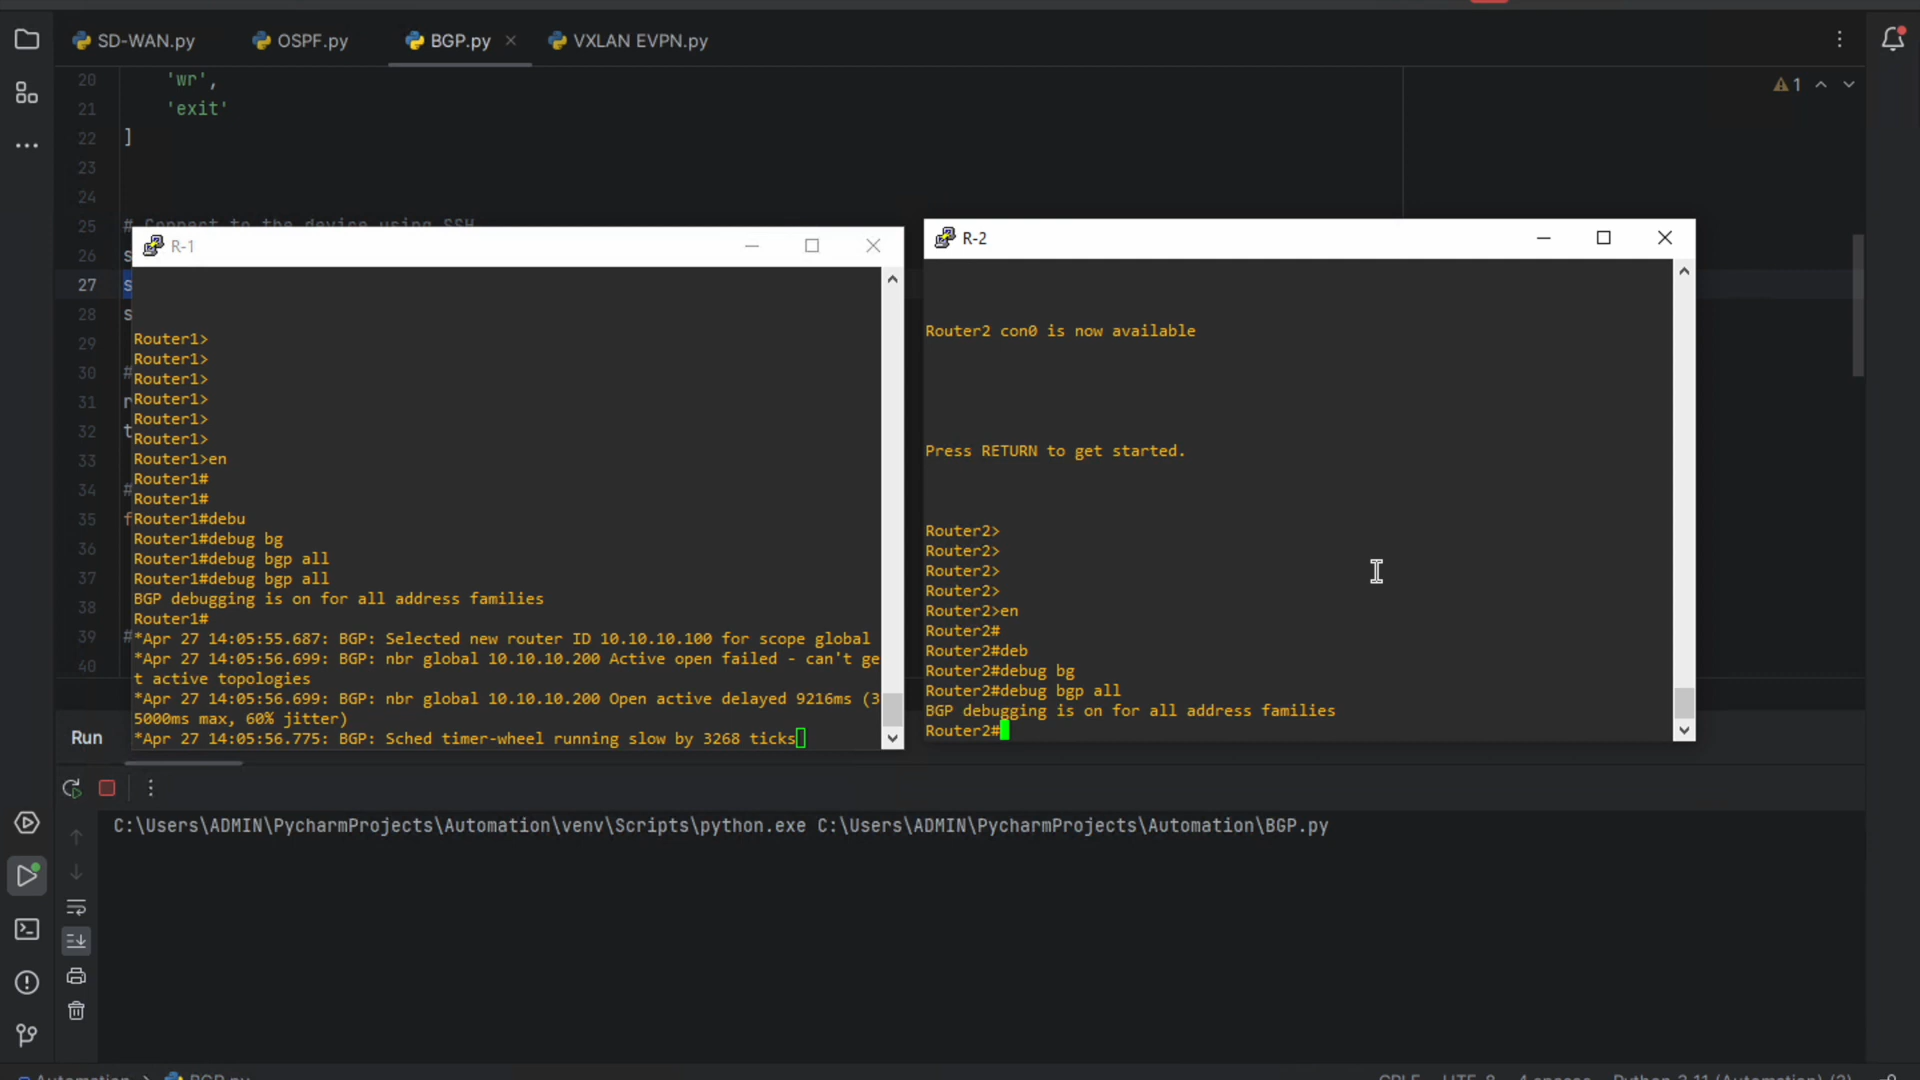 SD-WAN.py
OSPF.py
BGP.py
VXLAN EVPN.py
20 'wr',
21 'exit'
22 ]
23
24
25 # Connect to the device using SSH
26 s
27 s
28 s
29
30 #
31 r
32 t
33
34 #
35 f
36
37
38
39 #
40
1
R-1
Router1>
Router1>
Router1>
Router1>
Router1>
Router1>
Router1>en
Router1#
Router1#
Router1#debu
Router1#debug bg
Router1#debug bgp all
Router1#debug bgp all
BGP debugging is on for all address families
Router1#
*Apr 27 14:05:55.687: BGP: Selected new router ID 10.10.10.100 for scope global
*Apr 27 14:05:56.699: BGP: nbr global 10.10.10.200 Active open failed - can't ge
t active topologies
*Apr 27 14:05:56.699: BGP: nbr global 10.10.10.200 Open active delayed 9216ms (3
5000ms max, 60% jitter)
*Apr 27 14:05:56.775: BGP: Sched timer-wheel running slow by 3268 ticks
R-2
Router2 con0 is now available
Press RETURN to get started.
Router2>
Router2>
Router2>
Router2>
Router2>en
Router2#
Router2#deb
Router2#debug bg
Router2#debug bgp all
BGP debugging is on for all address families
Router2#
Run
C:\Users\ADMIN\PycharmProjects\Automation\venv\Scripts\python.exe C:\Users\ADMIN\PycharmProjects\Automation\BGP.py